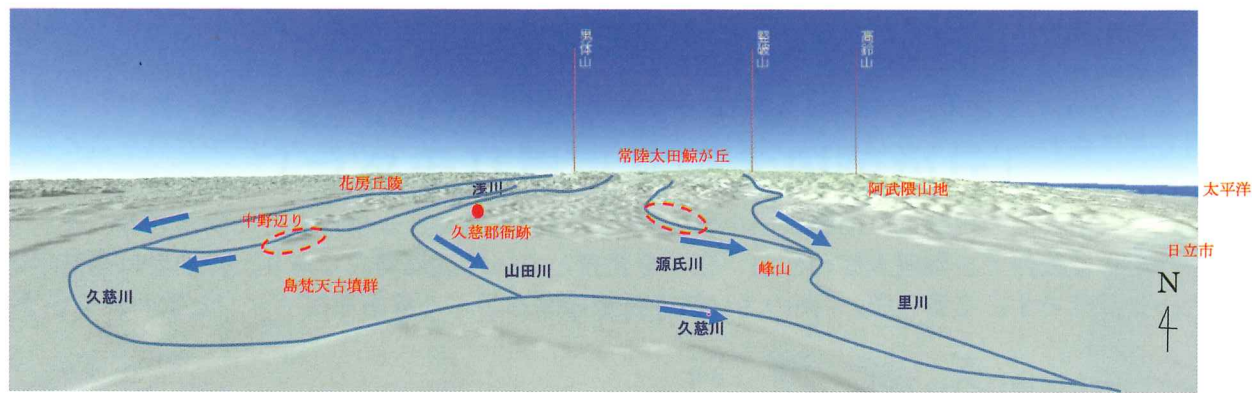 男体山
竪破山
高鈴山
常陸太田鯨が丘
花房丘陵
浅川
阿武隈山地
太平洋
中野辺り
久慈郡衙跡
日立市
島梵天古墳群
山田川
源氏川
峰山
久慈川
里川
N
久慈川